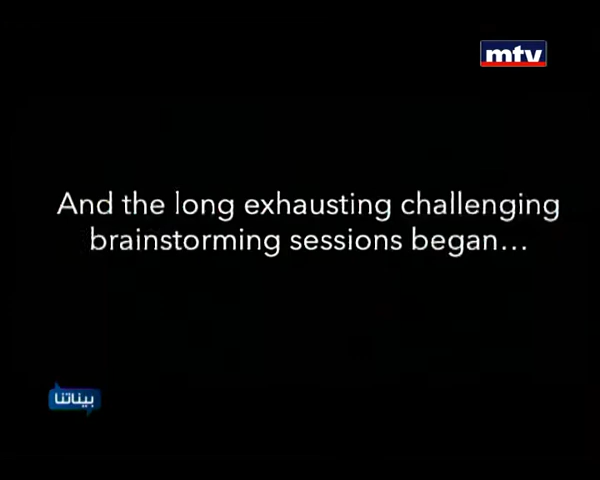 mtv
And the long exhausting challenging
brainstorming sessions began...
بيناتنا